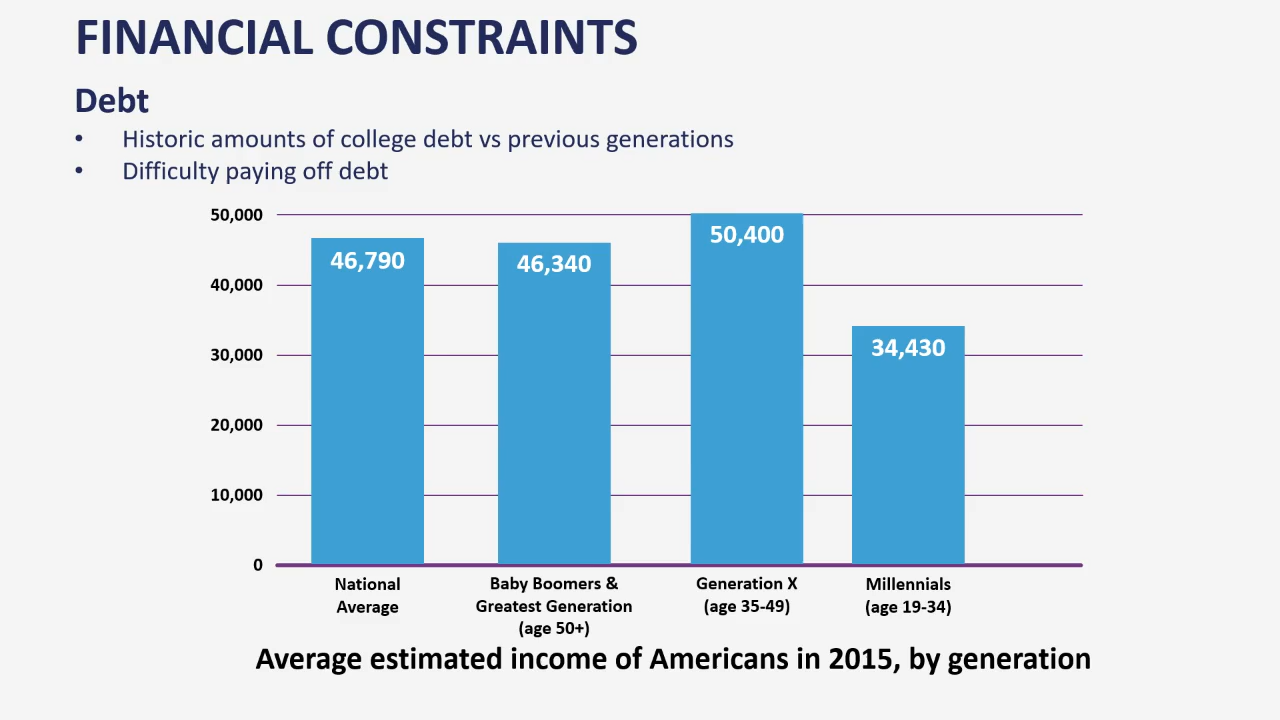 FINANCIAL CONSTRAINTS
Debt
• Historic amounts of college debt vs previous generations
• Difficulty paying off debt
50,000
40,000
30,000
20,000
10,000
0
46,790
46,340
50,400
34,430
National
Average
Baby Boomers &
Greatest Generation
(age 50+)
Generation X
(age 35-49)
Millennials
(age 19-34)
Average estimated income of Americans in 2015, by generation